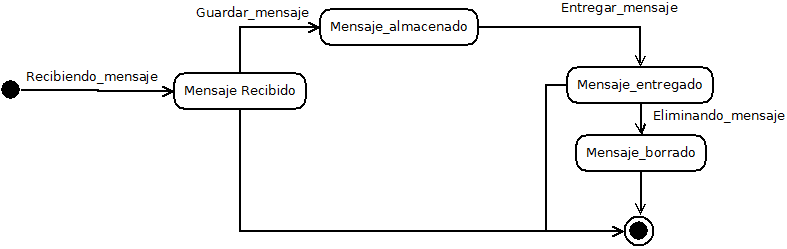 Guardar_mensaje
Entregar_mensaje
Mensaje_almacenado
Recibiendo_mensaje
Mensaje Recibido
Mensaje_entregado
Eliminando_mensaje
Mensaje_borrado